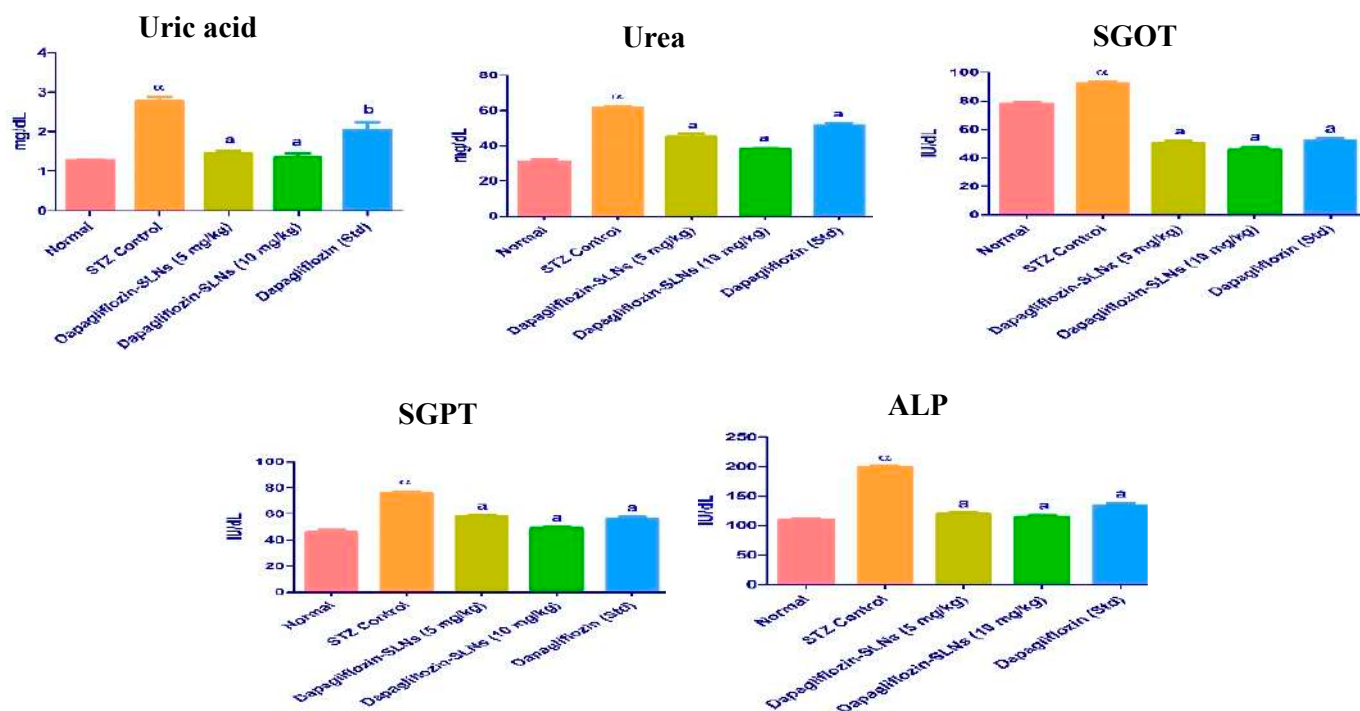 Uric acid
4
3
2
1
0
mg/dL
α
a
a
b
Normal
STZ Control
Dapagliflozin-SLNs (5 mg/kg)
Dapagliflozin-SLNs (10 mg/kg)
Dapagliflozin (Std)
Urea
80
60
40
20
0
mg/dL
α
a
a
a
Normal
STZ Control
Dapagliflozin-SLNs (5 mg/kg)
Dapagliflozin-SLNs (10 mg/kg)
Dapagliflozin (Std)
SGOT
100
80
60
40
20
0
IU/dL
α
a
a
a
Normal
STZ Control
Dapagliflozin-SLNs (5 mg/kg)
Dapagliflozin-SLNs (10 mg/kg)
Dapagliflozin (Std)
SGPT
100
80
60
40
20
0
IU/dL
α
a
a
a
Normal
STZ Control
Dapagliflozin-SLNs (5 mg/kg)
Dapagliflozin-SLNs (10 mg/kg)
Dapagliflozin (Std)
ALP
250
200
150
100
50
0
IU/dL
α
a
a
a
Normal
STZ Control
Dapagliflozin-SLNs (5 mg/kg)
Dapagliflozin-SLNs (10 mg/kg)
Dapagliflozin (Std)